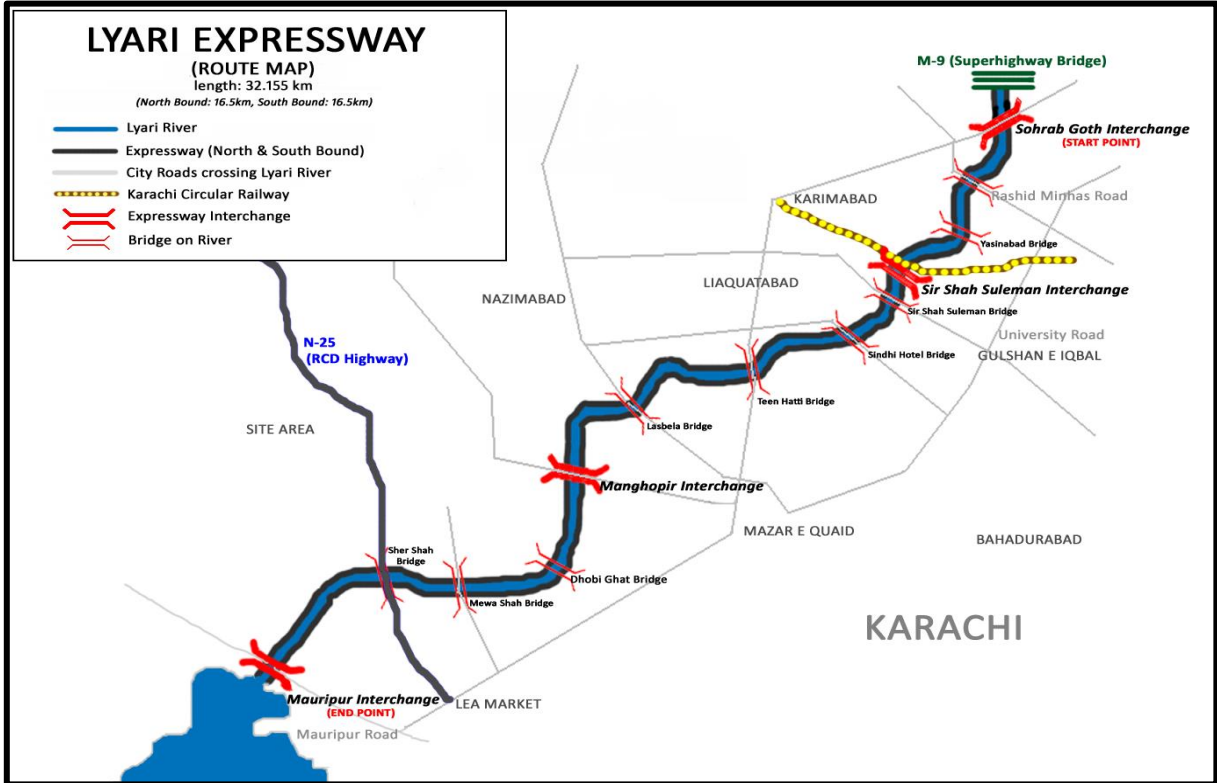 LYARI EXPRESSWAY
(ROUTE MAP)
length: 32.155 km
(North Bound: 16.5km, South Bound: 16.5km)
Lyari River
Expressway (North & South Bound)
City Roads crossing Lyari River
Karachi Circular Railway
Expressway Interchange
Bridge on River
M-9 (Superhighway Bridge)
Sohrab Goth Interchange
(START POINT)
Rashid Minhas Road
KARIMABAD
Yasinabad Bridge
LIAQUATABAD
Sir Shah Suleman Interchange
NAZIMABAD
Sir Shah Suleman Bridge
University Road
N-25
(RCD Highway)
Sindhi Hotel Bridge
GULSHAN E IQBAL
Teen Hatti Bridge
Lasbela Bridge
SITE AREA
Manghopir Interchange
MAZAR E QUAID
BAHADURABAD
Sher Shah
Bridge
Dhobi Ghat Bridge
Mewa Shah Bridge
KARACHI
Mauripur Interchange
(END POINT)
LEA MARKET
Mauripur Road